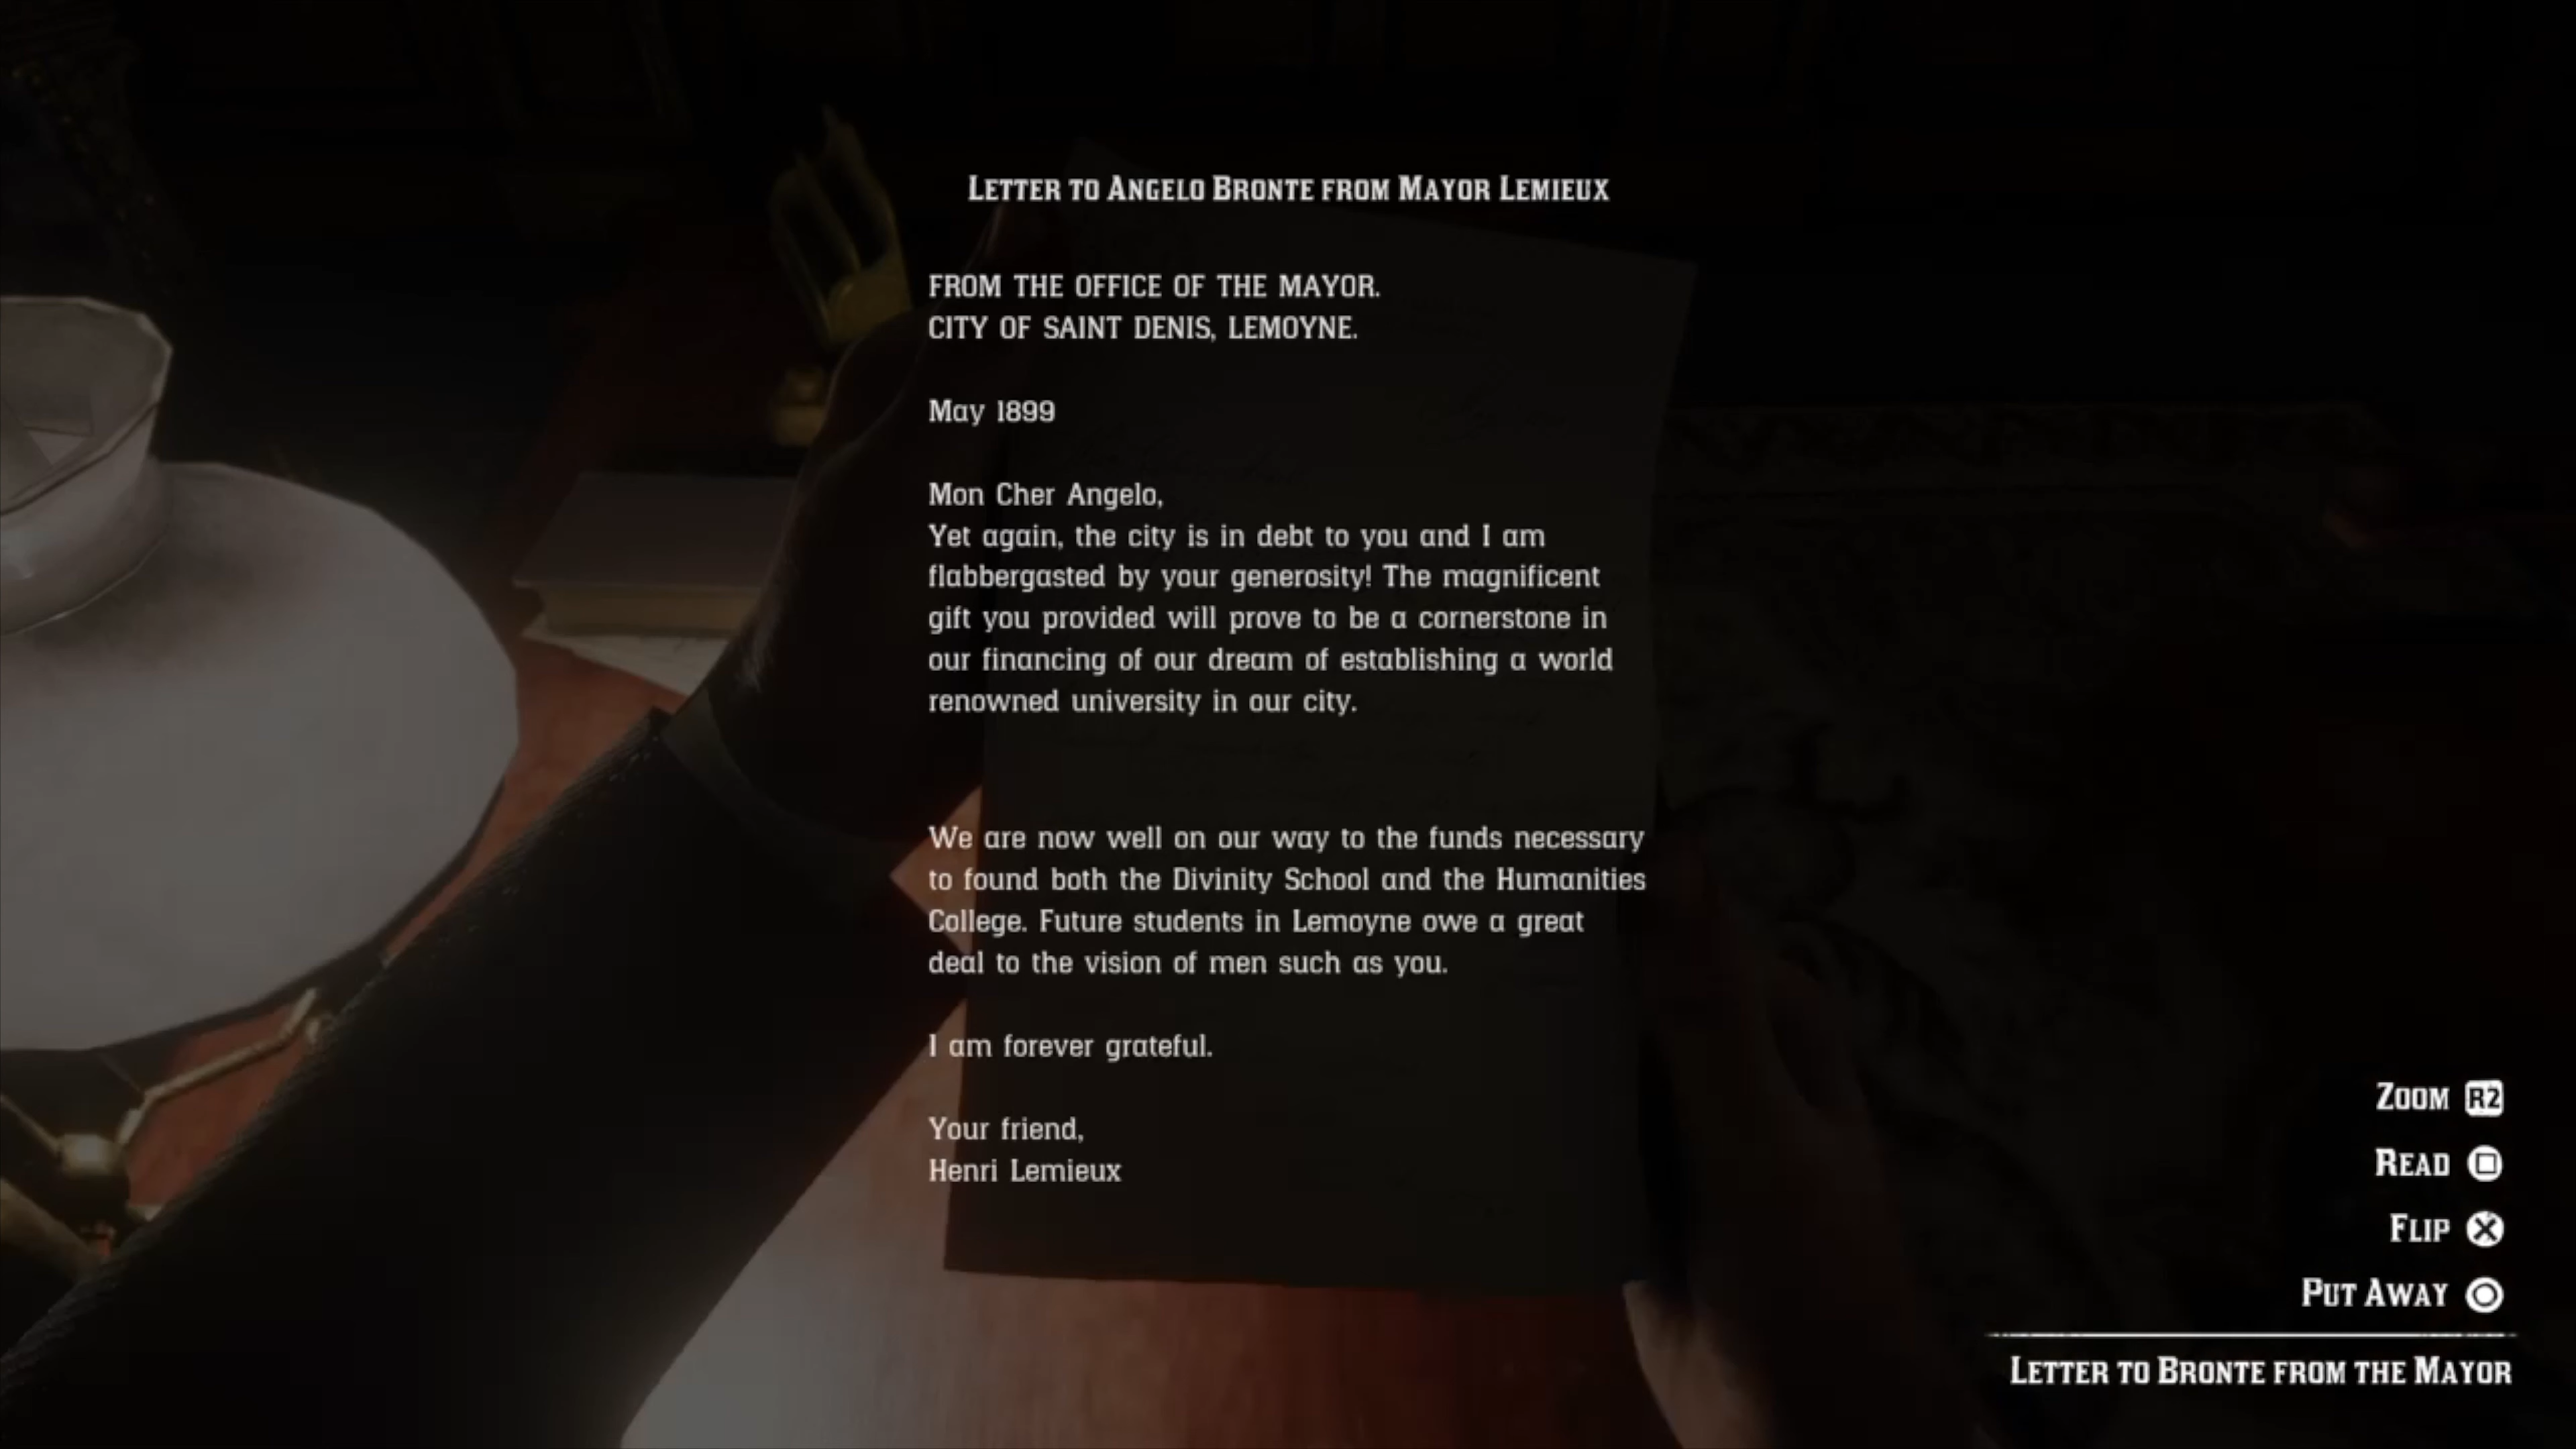 LETTER TO ANGELO BRONTE FROM MAYOR LEMIEUX
FROM THE OFFICE OF THE MAYOR.
CITY OF SAINT DENIS, LEMOYNE.
May 1899
Mon Cher Angelo,
Yet again, the city is in debt to you and I am
flabbergasted by your generosity! The magnificent
gift you provided will prove to be a cornerstone in
our financing of our dream of establishing a world
renowned university in our city.
We are now well on our way to the funds necessary
to found both the Divinity School and the Humanities
College. Future students in Lemoyne owe a great
deal to the vision of men such as you.
I am forever grateful.
Your friend,
Henri Lemieux
ZOOM R2
READ
FLIP
PUT AWAY
LETTER TO BRONTE FROM THE MAYOR